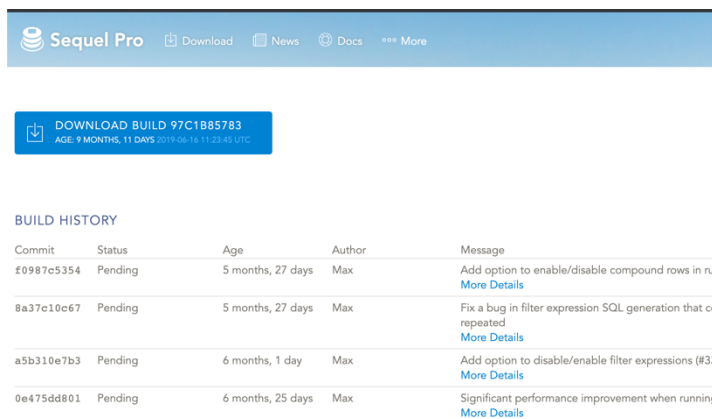 Sequel Pro Download News Docs More
DOWNLOAD BUILD 97C1B85783
AGE: 9 MONTHS, 11 DAYS 2019-06-16 11:23:45 UTC
BUILD HISTORY
Commit Status Age Author Message
f0987c5354 Pending 5 months, 27 days Max Add option to enable/disable compound rows in
More Details
8a37c10c67 Pending 5 months, 27 days Max Fix a bug in filter expression SQL generation that
repeated
More Details
a5b310e7b3 Pending 6 months, 1 day Max Add option to disable/enable filter expressions (#3
More Details
0e475dd801 Pending 6 months, 25 days Max Significant performance improvement when running
More Details